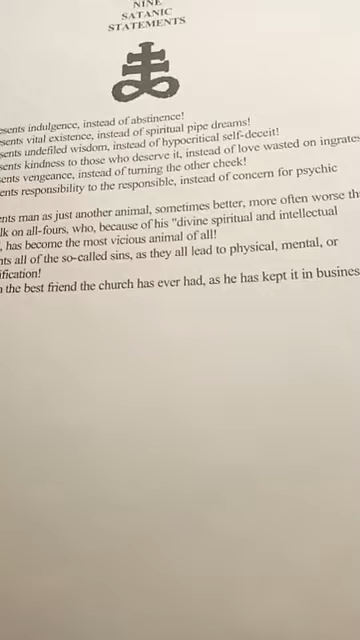 NINE
SATANIC
STATEMENTS
esents indulgence, instead of abstinence!
sents vital existence, instead of spiritual pipe dreams!
sents undefiled wisdom, instead of hypocritical self-deceit!
sents kindness to those who deserve it, instead of love wasted on ingrates
sents vengeance, instead of turning the other cheek!
ents responsibility to the responsible, instead of concern for psychic
ents man as just another animal, sometimes better, more often worse th
lk on all-fours, who, because of his "divine spiritual and intellectual
, has become the most vicious animal of all!
nts all of the so-called sins, as they all lead to physical, mental, or
ification!
n the best friend the church has ever had, as he has kept it in busines